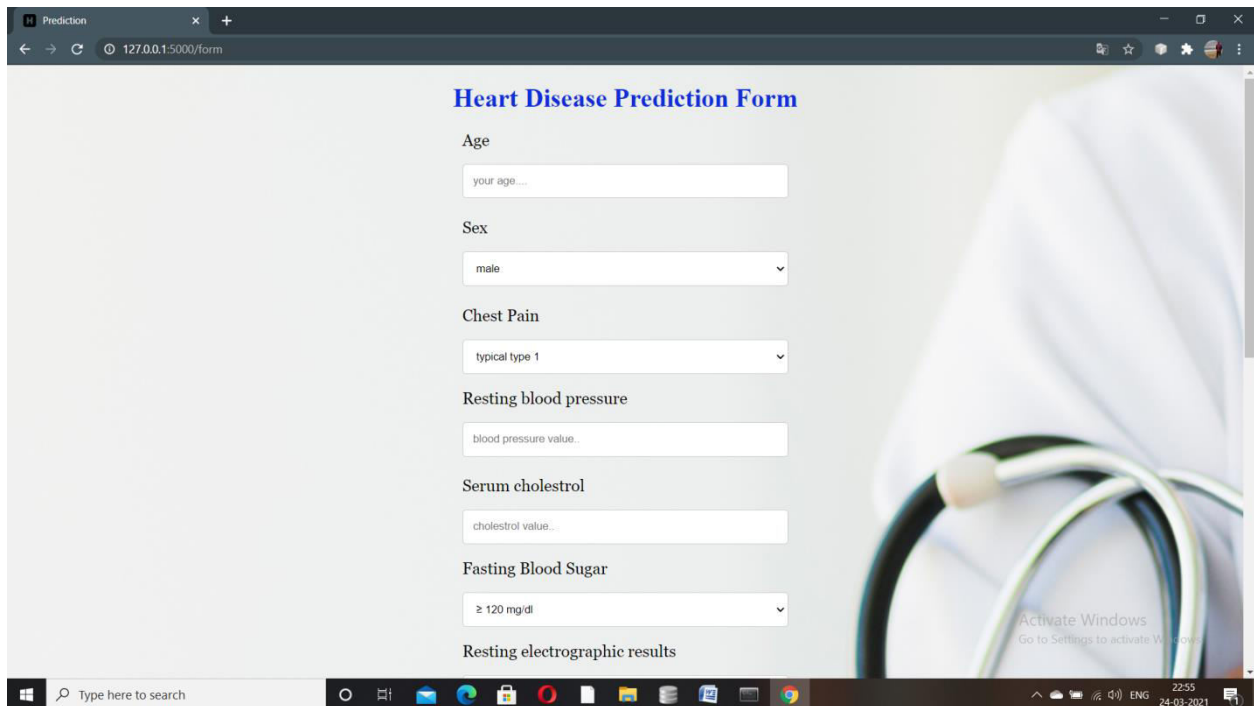 Prediction
127.0.0.1:5000/form
Heart Disease Prediction Form
Age
your age....
Sex
male
Chest Pain
typical type 1
Resting blood pressure
blood pressure value..
Serum cholestrol
cholestrol value..
Fasting Blood Sugar
≥ 120 mg/dl
Resting electrographic results
Activate Windows
Go to Settings to activate Windows
Type here to search
ENG
22:55
24-03-2021